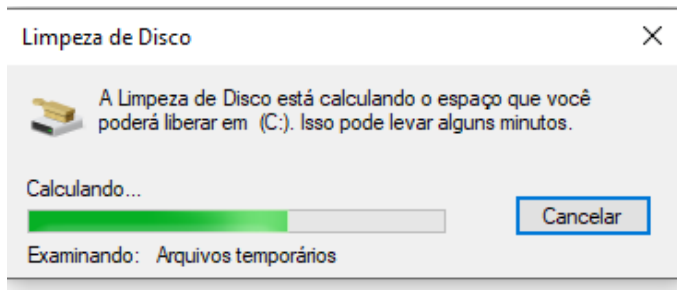 Limpeza de Disco
A Limpeza de Disco está calculando o espaço que você
poderá liberar em (C:). Isso pode levar alguns minutos.
Calculando...
Cancelar
Examinando: Arquivos temporários